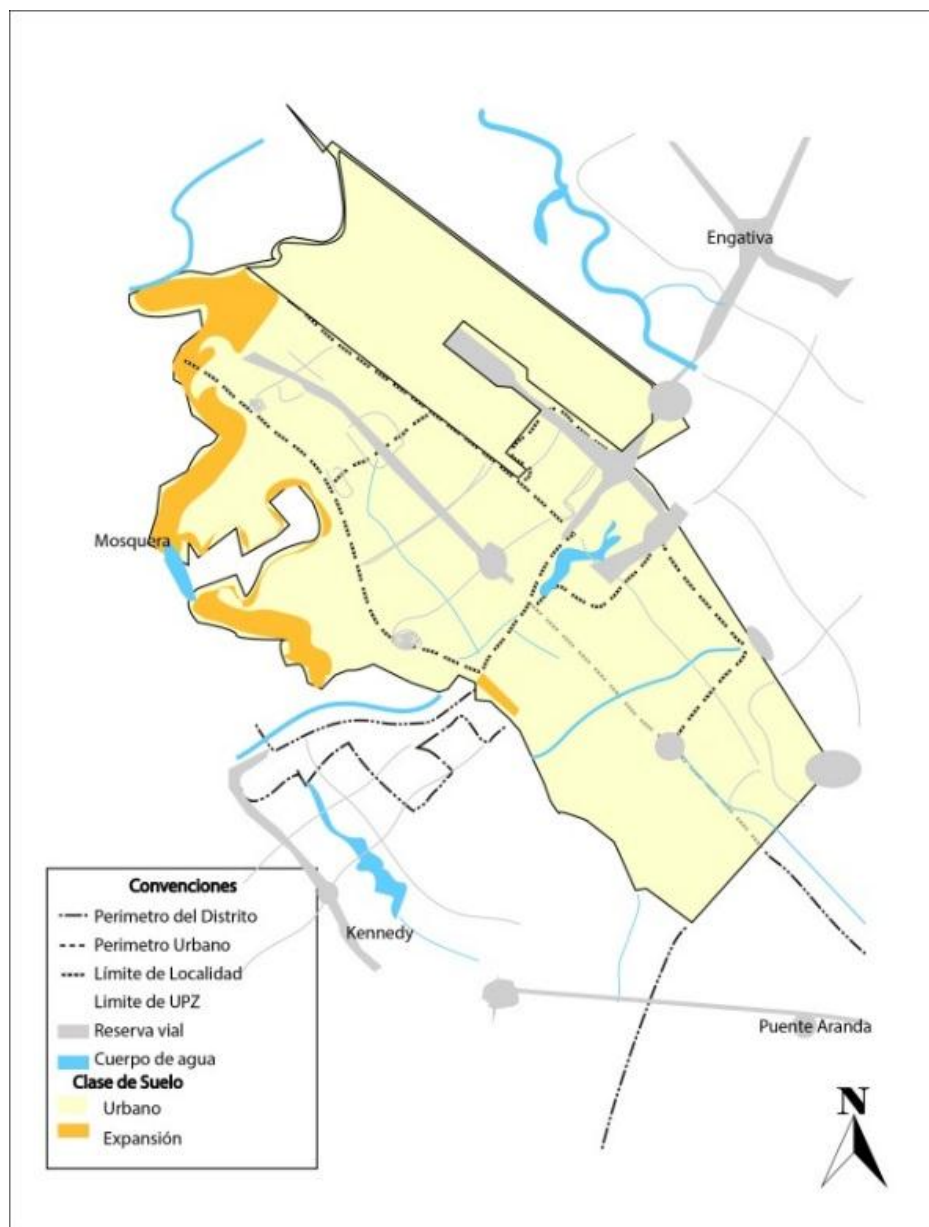 Engativa
Mosquera
Convenciones
Perimetro del Distrito
Perimetro Urbano
Límite de Localidad
Limite de UPZ
Reserva vial
Cuerpo de agua
Clase de Suelo
Urbano
Expansión
Kennedy
Puente Aranda
N